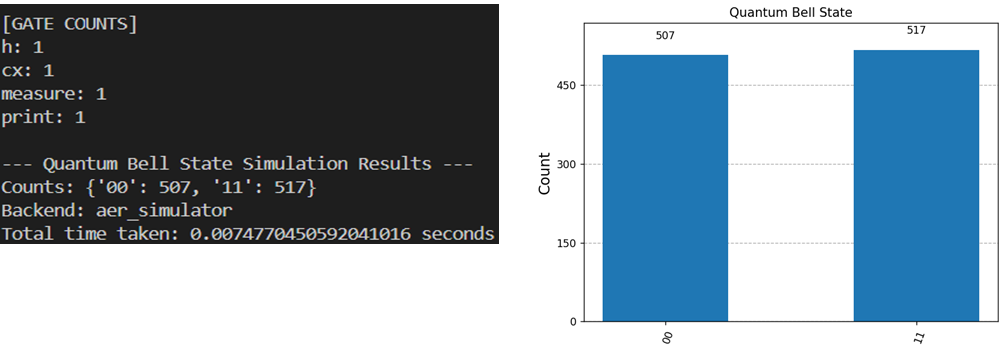 [GATE COUNTS]
h: 1
cx: 1
measure: 1
print: 1
--- Quantum Bell State Simulation Results ---
Counts: {'00': 507, '11': 517}
Backend: aer_simulator
Total time taken: 0.0074770450592041016 seconds
Quantum Bell State
507
517
450
300
150
0
Count
00
11